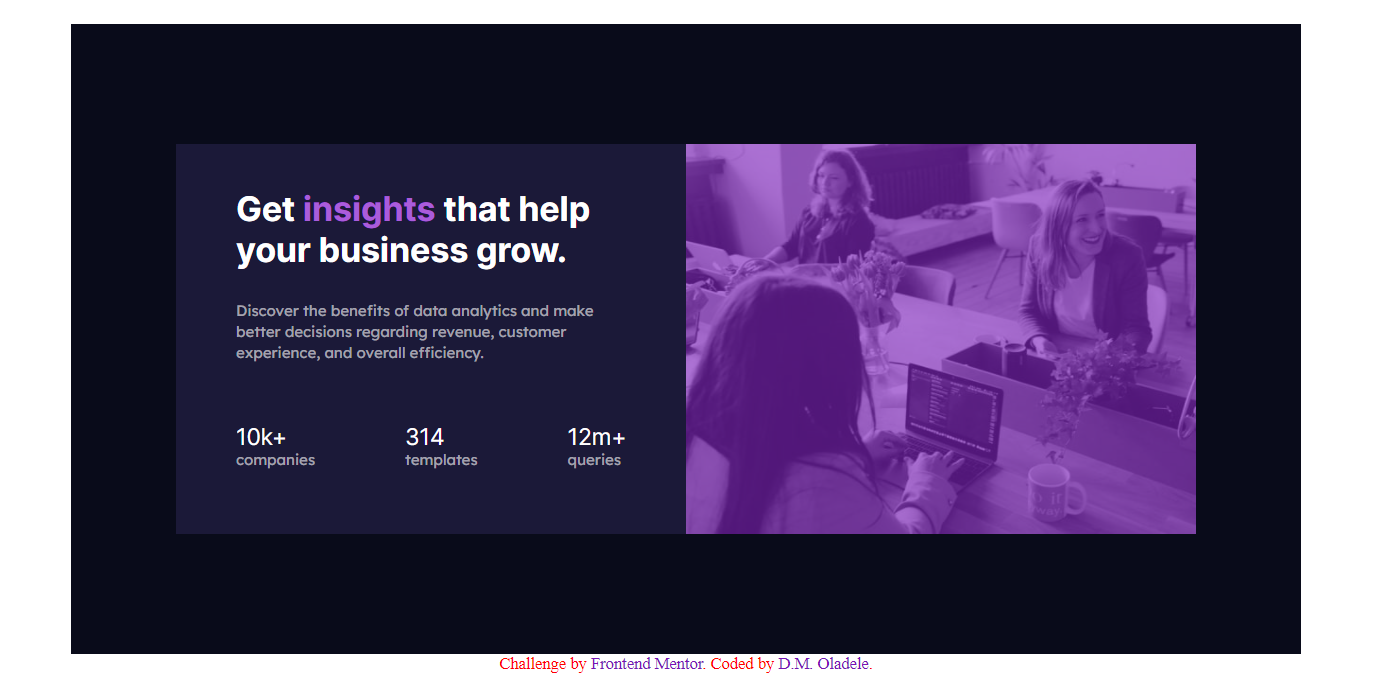 Get insights that help
your business grow.
Discover the benefits of data analytics and make
better decisions regarding revenue, customer
experience, and overall efficiency.
10k+
companies
314
templates
12m+
queries
Challenge by Frontend Mentor. Coded by D.M. Oladele.